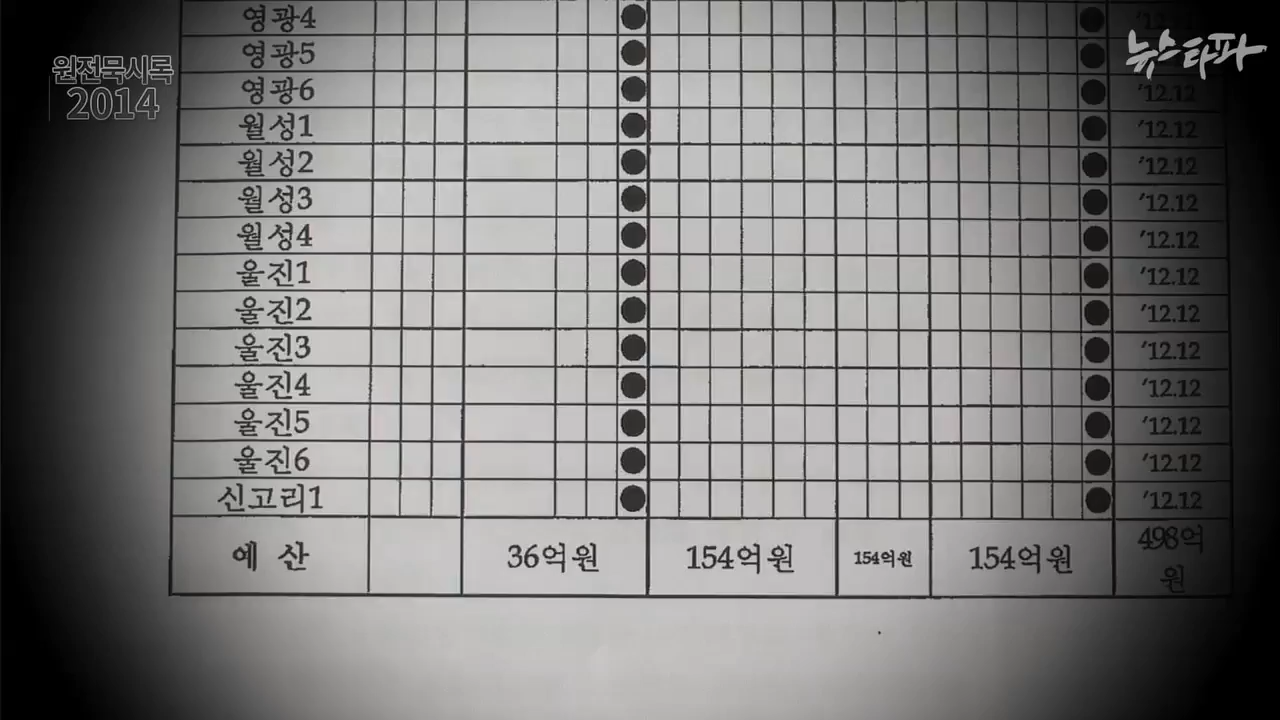 원전묵시록
2014
뉴스타파
영광4 ● ● '12.12
영광5 ● ●
영광6 ● ● '12.12
월성1 ● ● '12.12
월성2 ● ● '12.12
월성3 ● ● '12.12
월성4 ● ● '12.12
울진1 ● ● '12.12
울진2 ● ● '12.12
울진3 ● ● '12.12
울진4 ● ● '12.12
울진5 ● ● '12.12
울진6 ● ● '12.12
신고리1 ● ● '12.12
예 산 36억원 154억원 154억원 154억원 498억
원